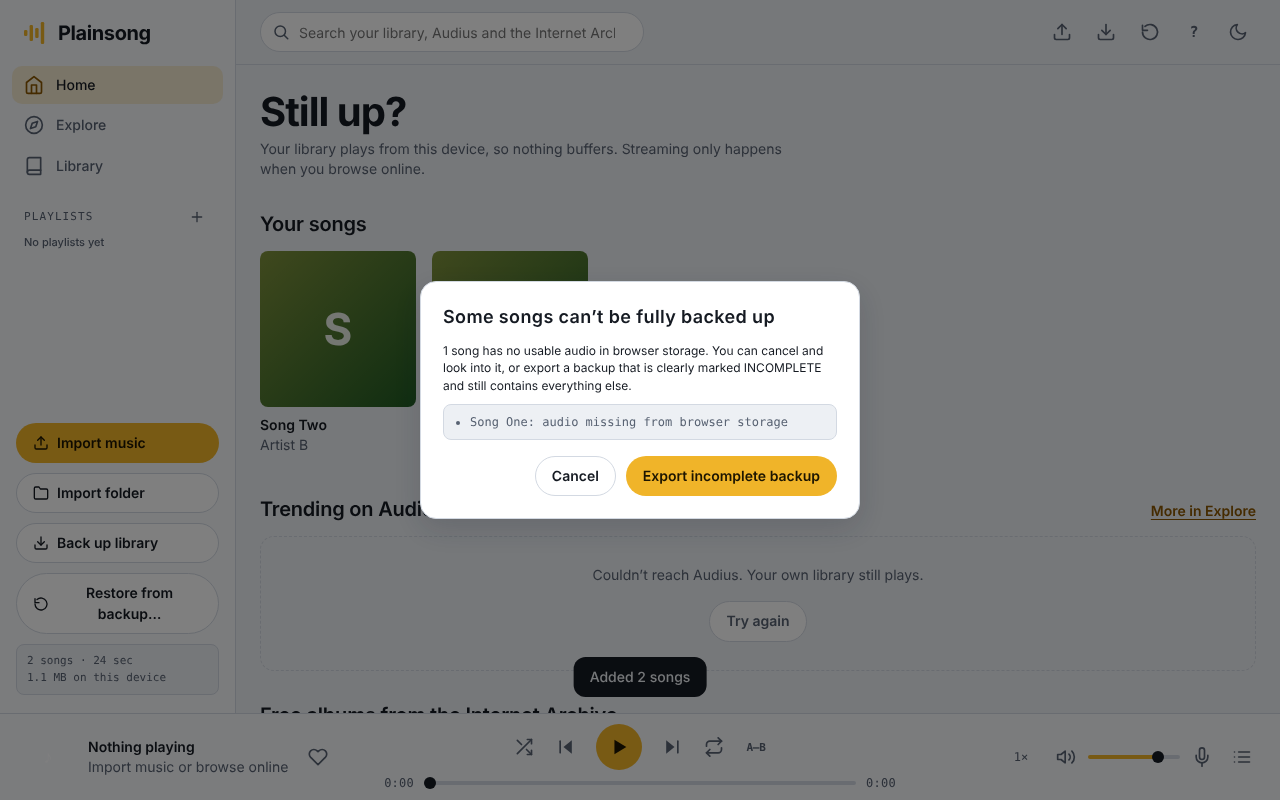 Plainsong
Search your library, Audius and the Internet Arcl
?
Home
Explore
Library
PLAYLISTS
No playlists yet
Import music
Import folder
Back up library
Restore from
backup…
2 songs · 24 sec
1.1 MB on this device
Still up?
Your library plays from this device, so nothing buffers. Streaming only happens
when you browse online.
Your songs
S
Song Two
Artist B
Some songs can’t be fully backed up
1 song has no usable audio in browser storage. You can cancel and
look into it, or export a backup that is clearly marked INCOMPLETE
and still contains everything else.
• Song One: audio missing from browser storage
Cancel
Export incomplete backup
Trending on Audi
More in Explore
Couldn’t reach Audius. Your own library still plays.
Try again
Added 2 songs
Free albums from the Internet Archive
Nothing playing
Import music or browse online
A–B
0:00
0:00
1×